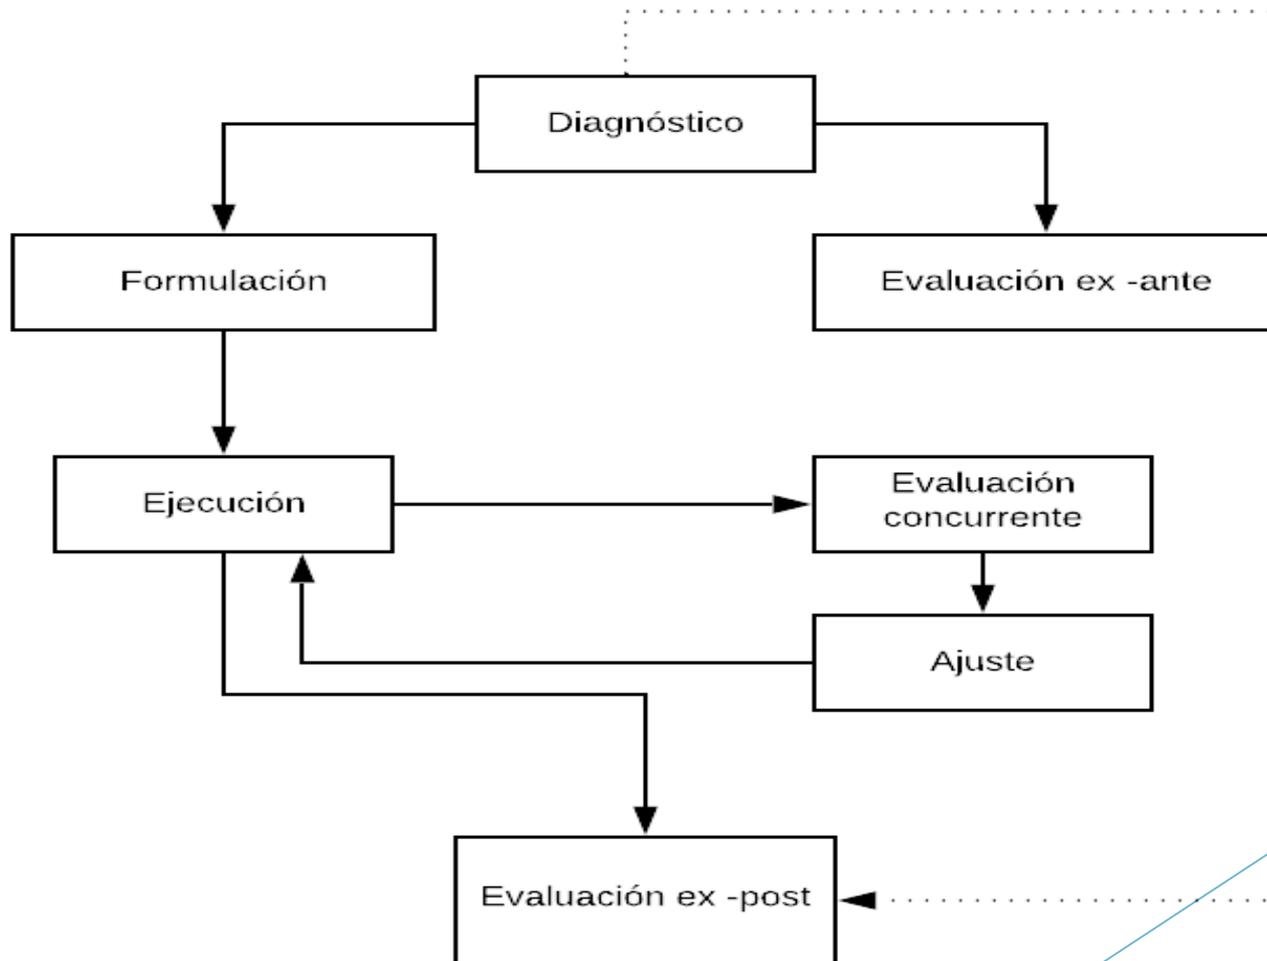 Diagnóstico
Formulación
Evaluación ex -ante
Ejecución
Evaluación
concurrente
Ajuste
Evaluación ex -post